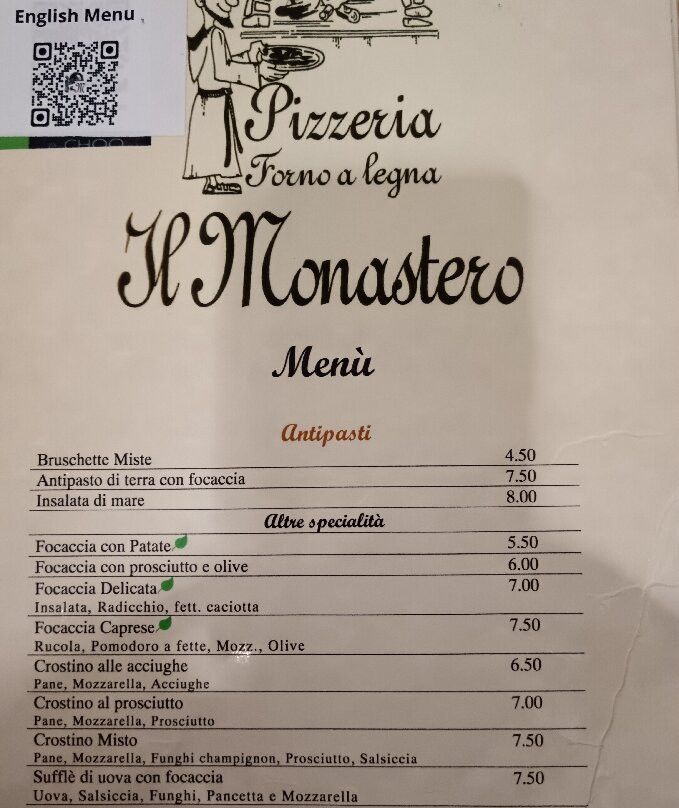 English Menu
CHOO
Pizzeria
Forno a legna
Il Monastero
Menù
Antipasti
Bruschette Miste 4.50
Antipasto di terra con focaccia 7.50
Insalata di mare 8.00
Altre specialità
Focaccia con Patate 5.50
Focaccia con prosciutto e olive 6.00
Focaccia Delicata 7.00
Insalata, Radicchio, fett. caciotta
Focaccia Caprese 7.50
Rucola, Pomodoro a fette, Mozz., Olive
Crostino alle acciughe 6.50
Pane, Mozzarella, Acciughe
Crostino al prosciutto 7.00
Pane, Mozzarella, Prosciutto
Crostino Misto 7.50
Pane, Mozzarella, Funghi champignon, Prosciutto, Salsiccia
Sufflè di uova con focaccia 7.50
Uova, Salsiccia, Funghi, Pancetta e Mozzarella